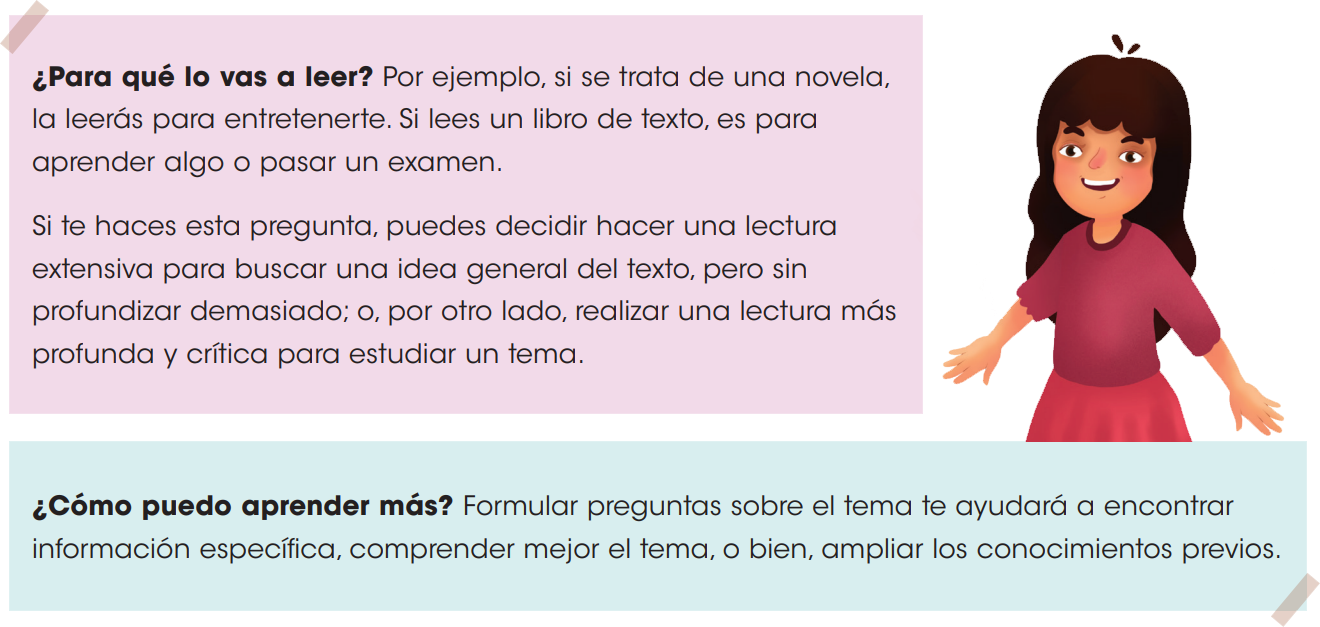 ¿Para qué lo vas a leer? Por ejemplo, si se trata de una novela,
la leerás para entretenerte. Si lees un libro de texto, es para
aprender algo o pasar un examen.
Si te haces esta pregunta, puedes decidir hacer una lectura
extensiva para buscar una idea general del texto, pero sin
profundizar demasiado; o, por otro lado, realizar una lectura más
profunda y crítica para estudiar un tema.
¿Cómo puedo aprender más? Formular preguntas sobre el tema te ayudará a encontrar
información específica, comprender mejor el tema, o bien, ampliar los conocimientos previos.